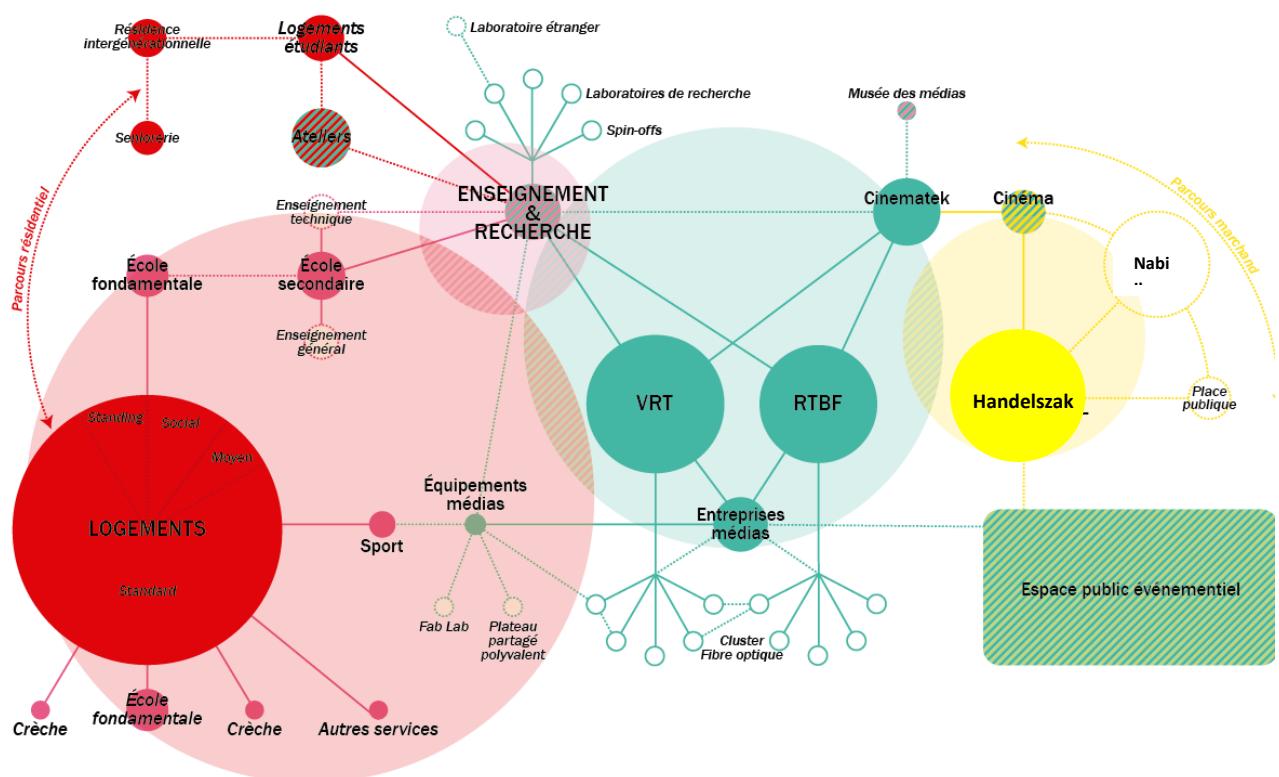 Résidence
intergénérationnelle
Logements
étudiants
Laboratoire étranger
Laboratoires de recherche
Spin-offs
Musée des médias
Seniorerie
Ateliers
Parcours résidentiel
Enseignement
technique
ENSEIGNEMENT
&
RECHERCHE
Cinematek
Cinéma
Parcours marchand
École
fondamentale
École
secondaire
Nabi
..
Enseignement
général
VRT
RTBF
Handelszak
Place
publique
Standing
Social
Moyen
LOGEMENTS
Standard
Sport
Équipements
médias
Entreprises
médias
Espace public événementiel
Fab Lab
Plateau
partagé
polyvalent
Cluster
Fibre optique
Crèche
École
fondamentale
Crèche
Autres services